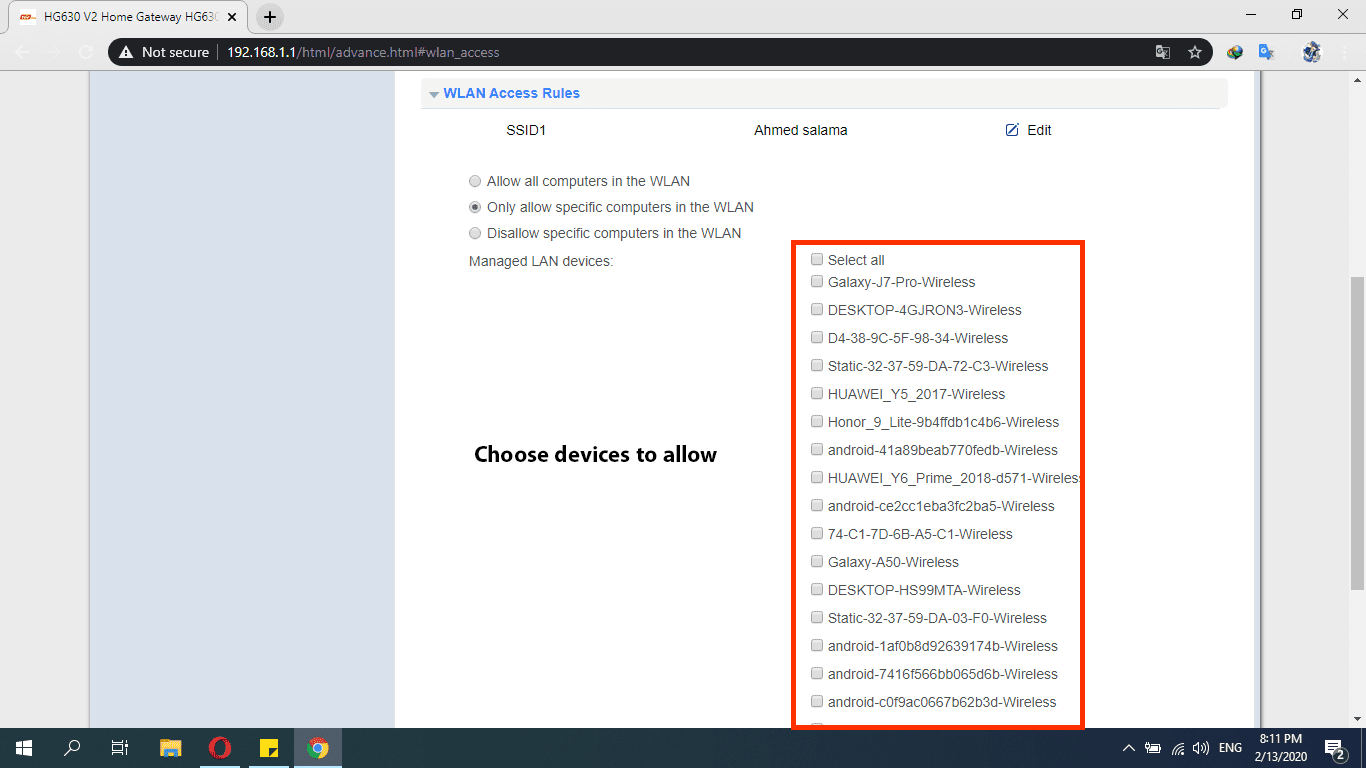 HG630 V2 Home Gateway HG630
Not secure
192.168.1.1/html/advance.html#wlan_access
WLAN Access Rules
SSID1 Ahmed salama Edit
Allow all computers in the WLAN
Only allow specific computers in the WLAN
Disallow specific computers in the WLAN
Managed LAN devices:
Select all
Galaxy-J7-Pro-Wireless
DESKTOP-4GJRON3-Wireless
D4-38-9C-5F-98-34-Wireless
Static-32-37-59-DA-72-C3-Wireless
HUAWEI_Y5_2017-Wireless
Honor_9_Lite-9b4ffdb1c4b6-Wireless
android-41a89beab770fedb-Wireless
HUAWEI_Y6_Prime_2018-d571-Wireless
android-ce2cc1eba3fc2ba5-Wireless
74-C1-7D-6B-A5-C1-Wireless
Galaxy-A50-Wireless
DESKTOP-HS99MTA-Wireless
Static-32-37-59-DA-03-F0-Wireless
android-1af0b8d92639174b-Wireless
android-7416f566bb065d6b-Wireless
android-c0f9ac0667b62b3d-Wireless
Choose devices to allow
ENG
8:11 PM
2/13/2020
2